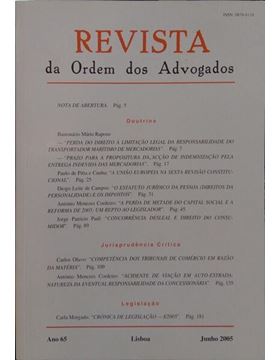 ISSN 0870-8118
REVISTA
da Ordem dos Advogados
NOTA DE ABERTURA. Pág. 5
Doutrina
Buonaário Mário Raposo
— "PERDA DO DIREITO À LIMITAÇÃO LEGAL DA RESPONSABILIDADE DO
TRANSPORTADOR MARÍTIMO DE MERCADORIAS". Pág. 7
— "PRAZO PARA A PROPOSITURA DA ACÇÃO DE INDEMNIZAÇÃO PELA
ENTREGA INDEVIDA DAS MERCADORIAS". Pág. 17
Paulo de Pitta e Cunha: "A UNIÃO EUROPEIA NA SEXTA REVISÃO CONSTITU-
CIONAL". Pág. 25
Diogo Leite de Campos: "O ESTATUTO JURÍDICO DA PESSOA (DIREITOS DA
PERSONALIDADE) E OS IMPOSTOS". Pág. 31
António Menezes Cordeiro: "A PERDA DE METADE DO CAPITAL SOCIAL E A
REFORMA DE 2005: UM REPTO AO LEGISLADOR". Pág. 45
Jorge Patrício Paúl: "CONCORRÊNCIA DESLEAL E DIREITO DO CONSU-
MIDOR". Pág. 89
Jurisprudência Crítica
Carlos Olavo: "COMPETÊNCIA DOS TRIBUNAIS DE COMÉRCIO EM RAZÃO
DA MATÉRIA". Pág. 109
António Menezes Cordeiro: "ACIDENTE DE VIAÇÃO EM AUTO-ESTRADA:
NATUREZA DA EVENTUAL RESPONSABILIDADE DA CONCESSIONÁRIA". Pág. 135
Legislação
Carla Morgado: "CRÓNICA DE LEGISLAÇÃO — I/2005". Pág. 181
Ano 65
Lisboa
Junho 2005